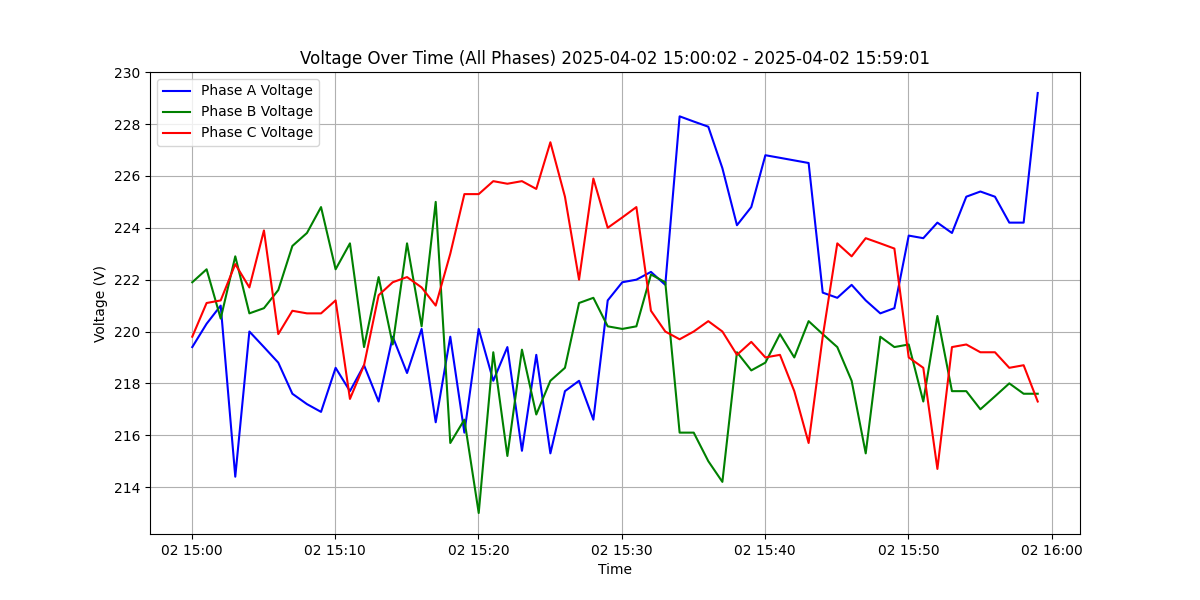 Voltage Over Time (All Phases) 2025-04-02 15:00:02 - 2025-04-02 15:59:01
Phase A Voltage
Phase B Voltage
Phase C Voltage
Voltage (V)
230
228
226
224
222
220
218
216
214
02 15:00
02 15:10
02 15:20
02 15:30
02 15:40
02 15:50
02 16:00
Time